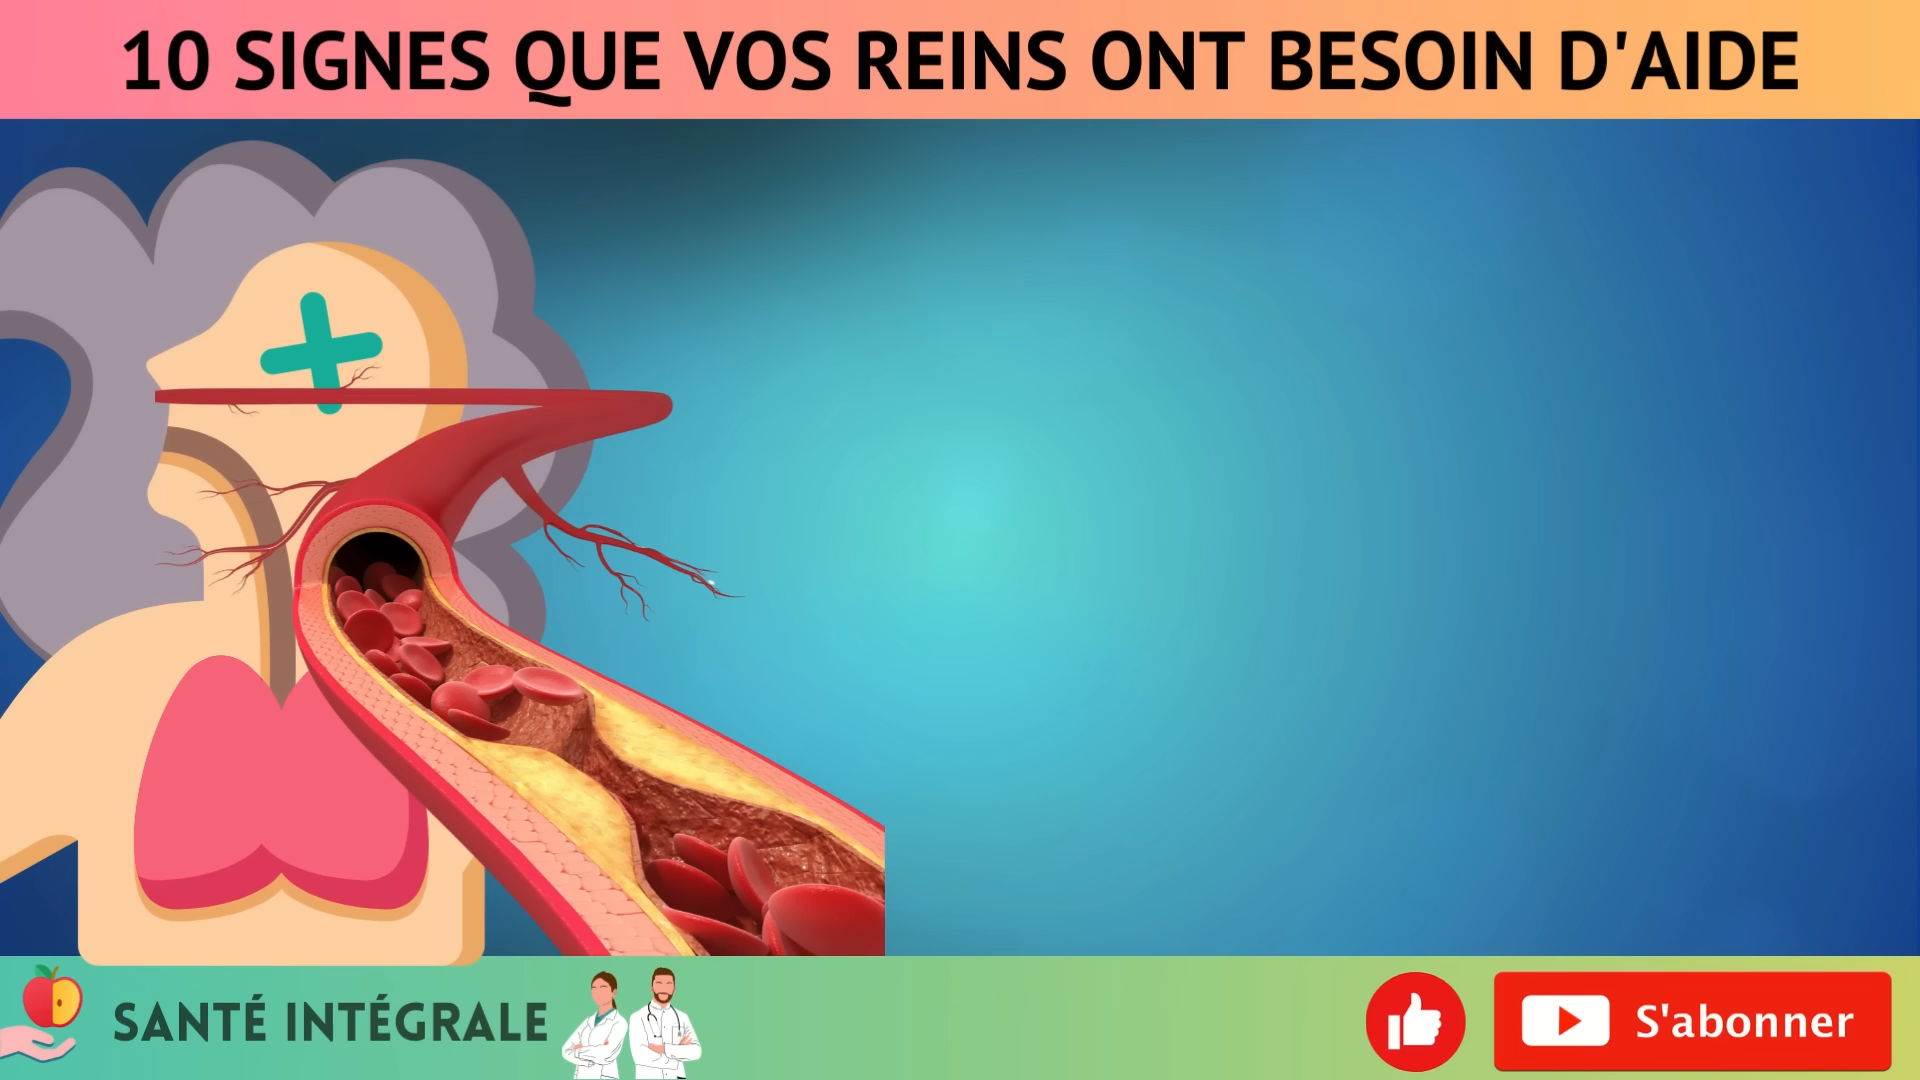 10 SIGNES QUE VOS REINS ONT BESOIN D'AIDE
SANTÉ INTÉGRALE
S'abonner